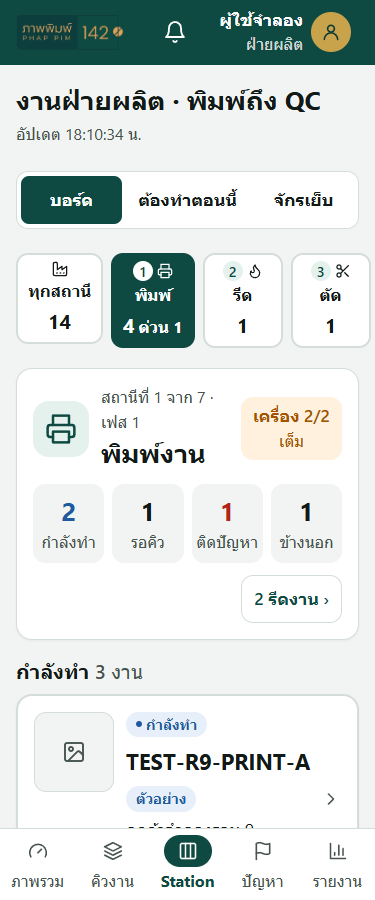 ภาพพิมพ์
PHAP PIM
142
ผู้ใช้จำลอง
ฝ่ายผลิต
งานฝ่ายผลิต · พิมพ์ถึง QC
อัปเดต 18:10:34 น.
บอร์ด
ต้องทำตอนนี้
จักรเย็บ
ทุกสถานี
14
1
พิมพ์
4 ด่วน 1
2
รีด
1
3
ตัด
1
สถานีที่ 1 จาก 7 ·
เฟส 1
พิมพ์งาน
เครื่อง 2/2
เต็ม
2
กำลังทำ
1
รอคิว
1
ติดปัญหา
1
ข้างนอก
2 รีดงาน ›
กำลังทำ 3 งาน
กำลังทำ
TEST-R9-PRINT-A
ตัวอย่าง
ภาพรวม
คิวงาน
Station
ปัญหา
รายงาน